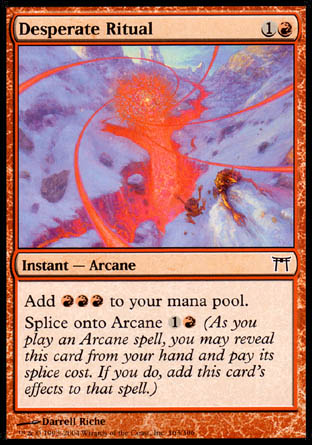 Desperate Ritual 1
Instant — Arcane
Add to your mana pool.
Splice onto Arcane 1 (As you
play an Arcane spell, you may reveal
this card from your hand and pay its
splice cost. If you do, add this card's
effects to that spell.)
Darrell Riche